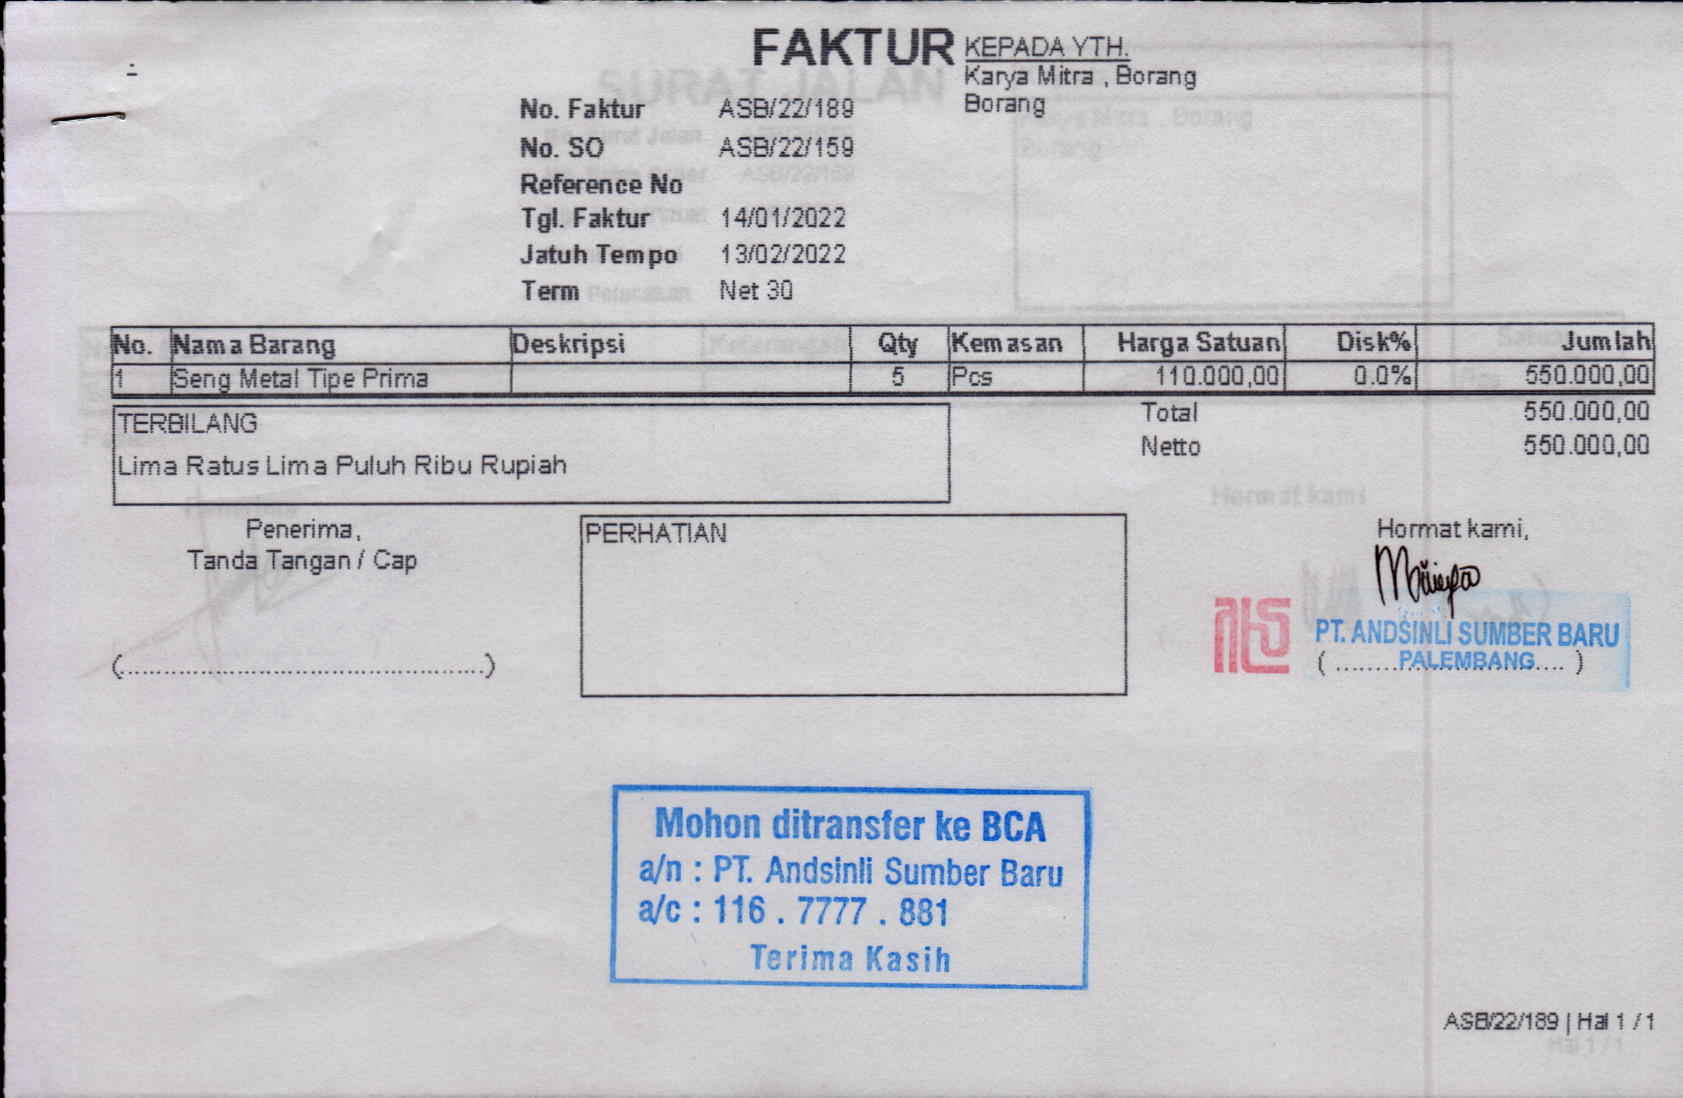 FAKTUR
KEPADA YTH.
Karya Mitra , Borang
Borang
No. Faktur ASB/22/189
No. SO ASB/22/159
Reference No
Tgl. Faktur 14/01/2022
Jatuh Tempo 13/02/2022
Term Net 30
No. Nama Barang Deskripsi Qty Kemasan Harga Satuan Disk% Jumlah
1 Seng Metal Tipe Prima 5 Pcs 110.000,00 0.0% 550.000,00
Total 550.000,00
Netto 550.000,00
TERBILANG
Lima Ratus Lima Puluh Ribu Rupiah
Penerima,
Tanda Tangan / Cap
(................................................)
PERHATIAN
Hormat kami,
PT. ANDSINLI SUMBER BARU
( ........PALEMBANG.... )
Mohon ditransfer ke BCA
a/n : PT. Andsinli Sumber Baru
a/c : 116 . 7777 . 881
Terima Kasih
ASB/22/189 | Hal 1 / 1